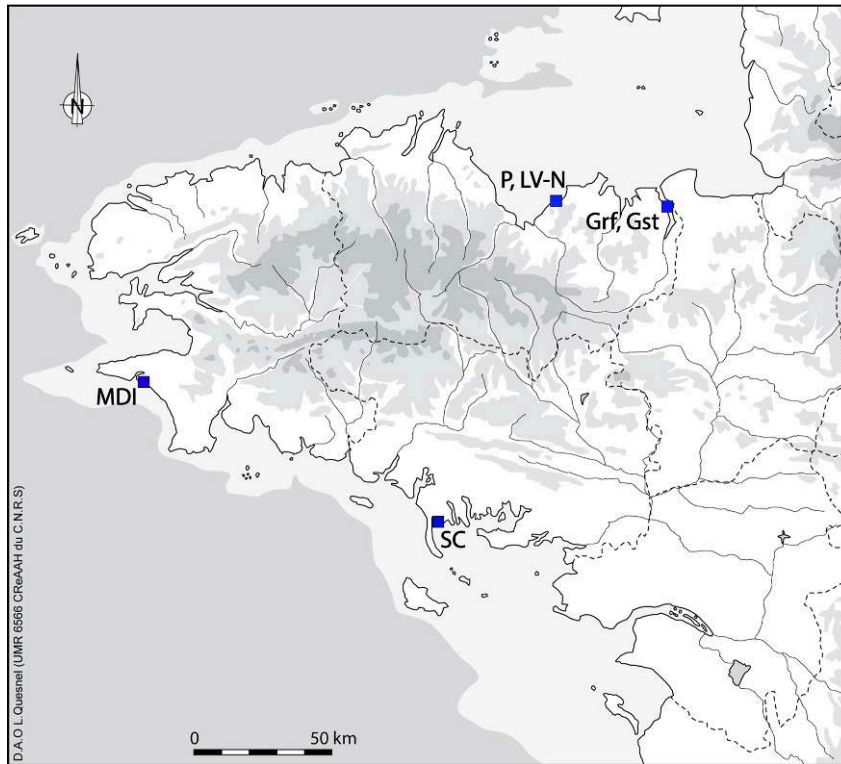 N
P, LV-N
Grf, Gst
MDI
SC
D.A.O L.Quesnel (UMR 6566 CReAAH du C.N.R.S)
0 50 km